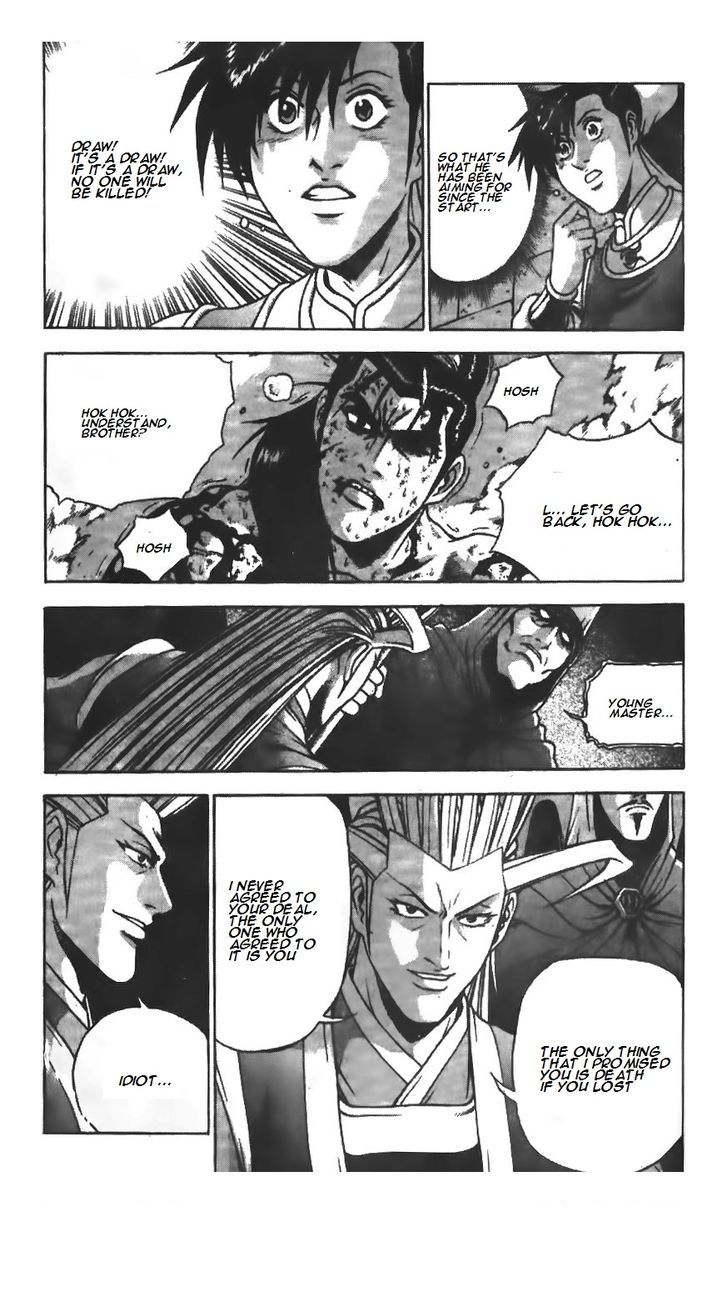 DRAW!
IT'S A DRAW!
IF IT'S A DRAW,
NO ONE WILL
BE KILLED!
SO THAT'S
WHAT HE
HAS BEEN
AIMING FOR
SINCE THE
START...
HOK HOK...
UNDERSTAND,
BROTHER?
HOSH
HOSH
L... LET'S GO
BACK, HOK HOK...
YOUNG
MASTER...
IDIOT...
I NEVER
AGREED TO
YOUR DEAL,
THE ONLY
ONE WHO
AGREED TO
IT IS YOU
THE ONLY THING
THAT I PROMISED
YOU IS DEATH
IF YOU LOST